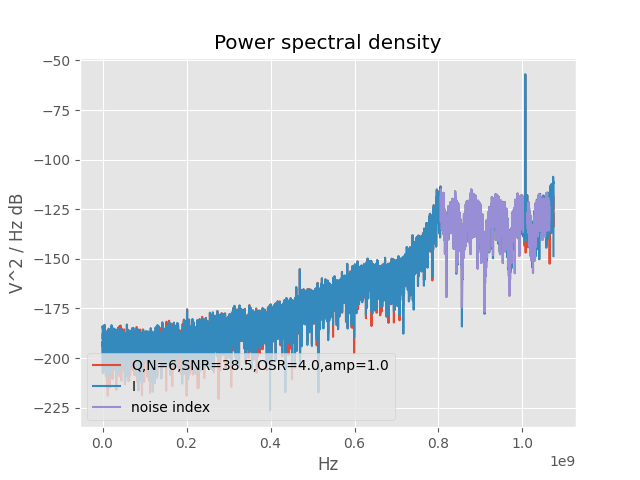 Power spectral density
V^2 / Hz dB
−50
−75
−100
−125
−150
−175
−200
−225
Q,N=6,SNR=38.5,OSR=4.0,amp=1.0
I
noise index
0.0 0.2 0.4 0.6 0.8 1.0
1e9
Hz